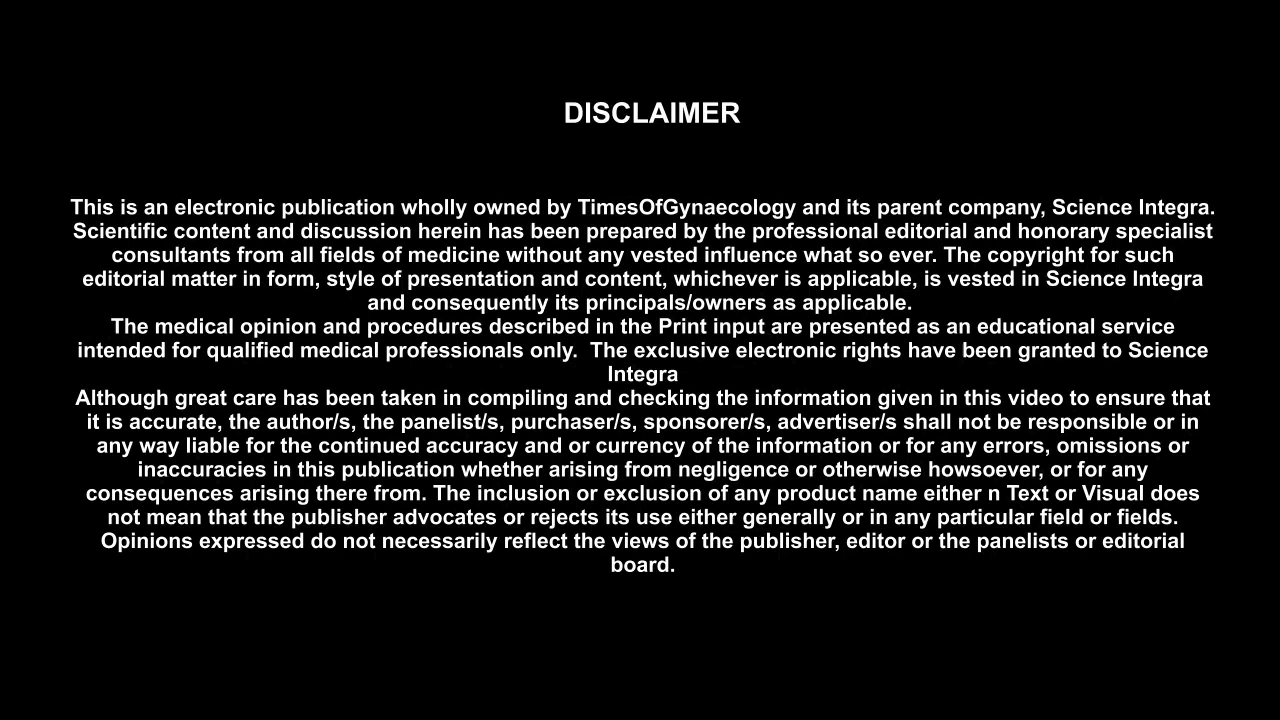 DISCLAIMER
This is an electronic publication wholly owned by TimesOfGynaecology and its parent company, Science Integra.
Scientific content and discussion herein has been prepared by the professional editorial and honorary specialist
consultants from all fields of medicine without any vested influence what so ever. The copyright for such
editorial matter in form, style of presentation and content, whichever is applicable, is vested in Science Integra
and consequently its principals/owners as applicable.
The medical opinion and procedures described in the Print input are presented as an educational service
intended for qualified medical professionals only.  The exclusive electronic rights have been granted to Science
Integra
Although great care has been taken in compiling and checking the information given in this video to ensure that
it is accurate, the author/s, the panelist/s, purchaser/s, sponsorer/s, advertiser/s shall not be responsible or in
any way liable for the continued accuracy and or currency of the information or for any errors, omissions or
inaccuracies in this publication whether arising from negligence or otherwise howsoever, or for any
consequences arising there from. The inclusion or exclusion of any product name either n Text or Visual does
not mean that the publisher advocates or rejects its use either generally or in any particular field or fields.
Opinions expressed do not necessarily reflect the views of the publisher, editor or the panelists or editorial
board.